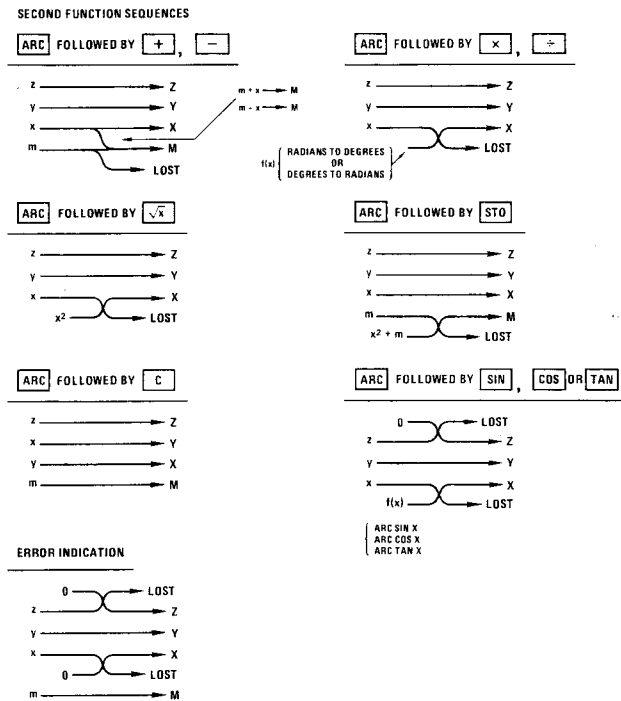 SECOND FUNCTION SEQUENCES
ARC FOLLOWED BY + , −
z Z
y Y
x X
m M
LOST
m + x M
m - x M
ARC FOLLOWED BY × , ÷
z Z
y Y
x X
LOST
f(x) { RADIANS TO DEGREES
OR
DEGREES TO RADIANS }
ARC FOLLOWED BY √x
z Z
y Y
x X
x² LOST
ARC FOLLOWED BY STO
z Z
y Y
x X
m M
x² + m LOST
ARC FOLLOWED BY C
z Z
x Y
y X
m M
ARC FOLLOWED BY SIN , COS OR TAN
0 LOST
z Z
y Y
x X
f(x) LOST
ARC SIN X
ARC COS X
ARC TAN X
ERROR INDICATION
0 LOST
z Z
y Y
x X
0 LOST
m M